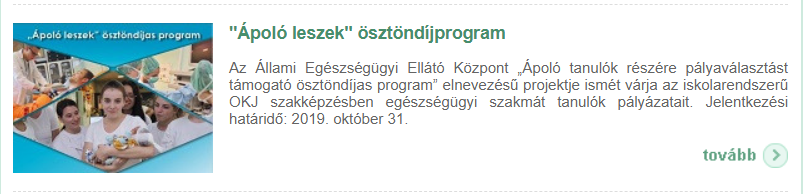 „Ápoló leszek” ösztöndíjas program
"Ápoló leszek" ösztöndíjprogram
Az Állami Egészségügyi Ellátó Központ „Ápoló tanulók részére pályaválasztást
támogató ösztöndíjas program” elnevezésű projektje ismét várja az iskolarendszerű
OKJ szakképzésben egészségügyi szakmát tanulók pályázatait. Jelentkezési
határidő: 2019. október 31.
tovább